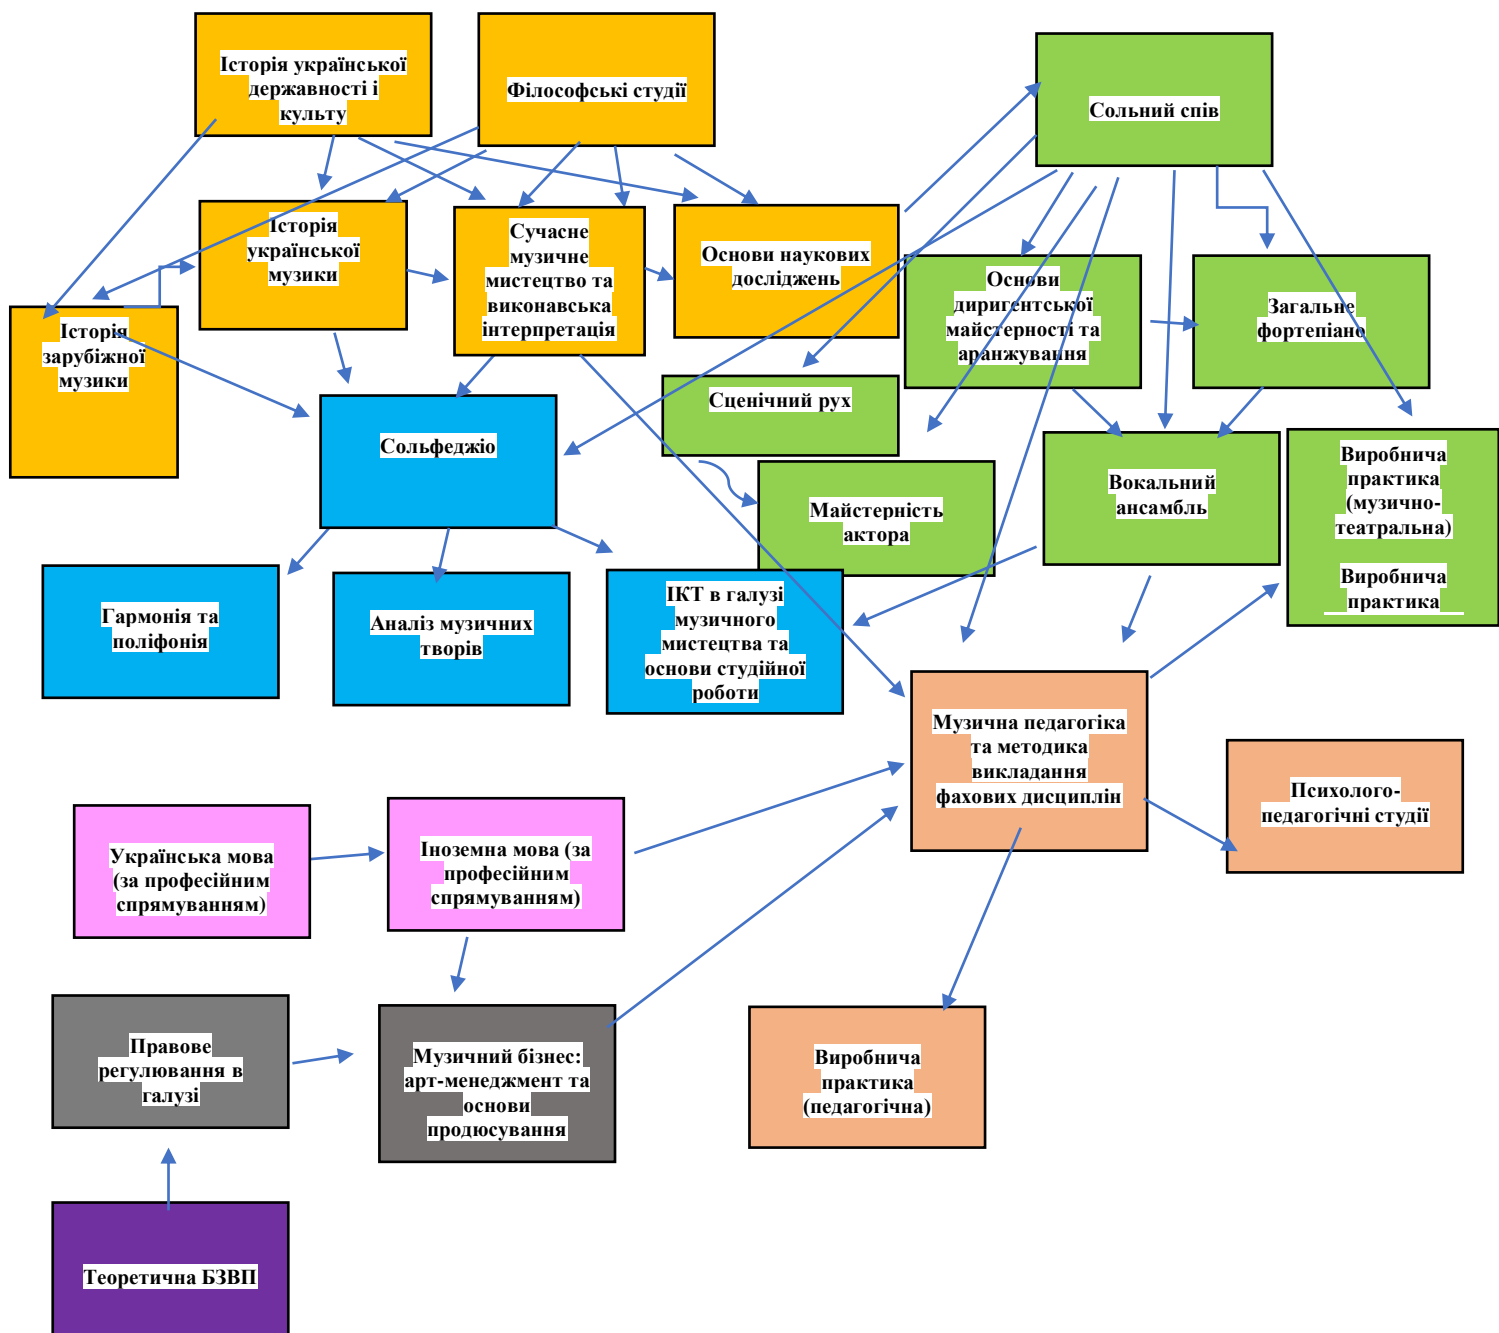 Історія української
державності і
культу
Філософські студії
Сольний спів
Історія
української
музики
Сучасне
музичне
мистецтво та
виконавська
інтерпретація
Основи наукових
досліджень
Основи
диригентської
майстерності та
аранжування
Загальне
фортепіано
Історія
зарубіжної
музики
Сценічний рух
Сольфеджіо
Майстерність
актора
Вокальний
ансамбль
Виробнича
практика
(музично-
театральна)
Виробнича
практика
Гармонія та
поліфонія
Аналіз музичних
творів
ІКТ в галузі
музичного
мистецтва та
основи студійної
роботи
Музична педагогіка
та методика
викладання
фахових дисциплін
Психолого-
педагогічні студії
Українська мова
(за професійним
спрямуванням)
Іноземна мова (за
професійним
спрямуванням)
Правове
регулювання в
галузі
Музичний бізнес:
арт-менеджмент та
основи
продюсування
Виробнича
практика
(педагогічна)
Теоретична БЗВП